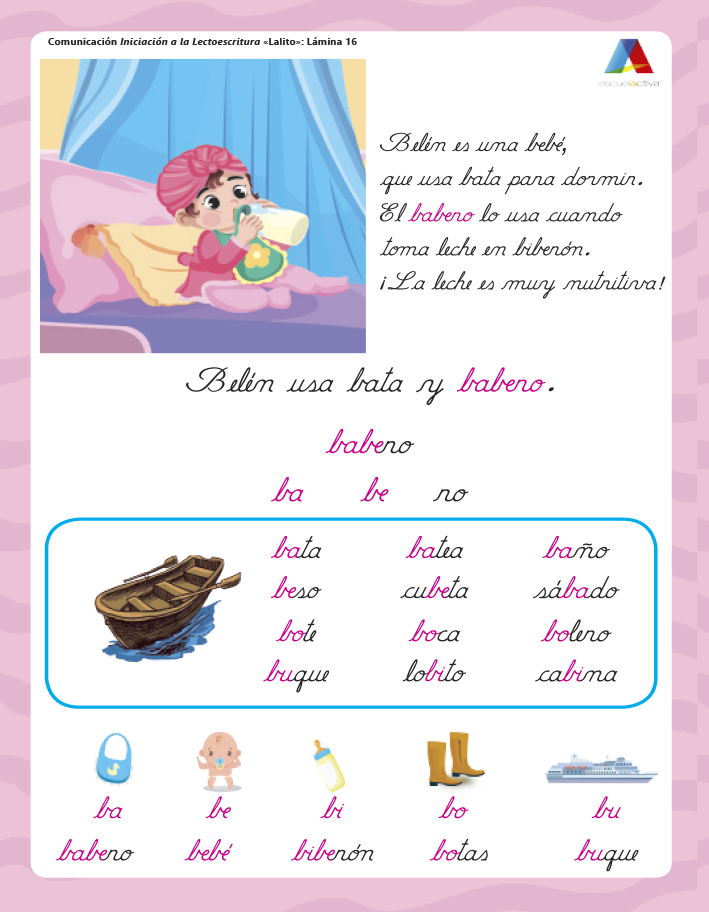 Comunicación Iniciación a la Lectoescritura «Lalito»: Lámina 16
escuelactiva
Belén es una bebé,
que usa bata para dormir.
El babero lo usa cuando
toma leche en biberón.
¡La leche es muy nutritiva!
Belén usa bata y babero.
babero
ba be ro
bata batea baño
beso cubeta sábado
bote boca bolero
buque lobito cabina
ba be bi bo bu
babero bebé biberón botas buque